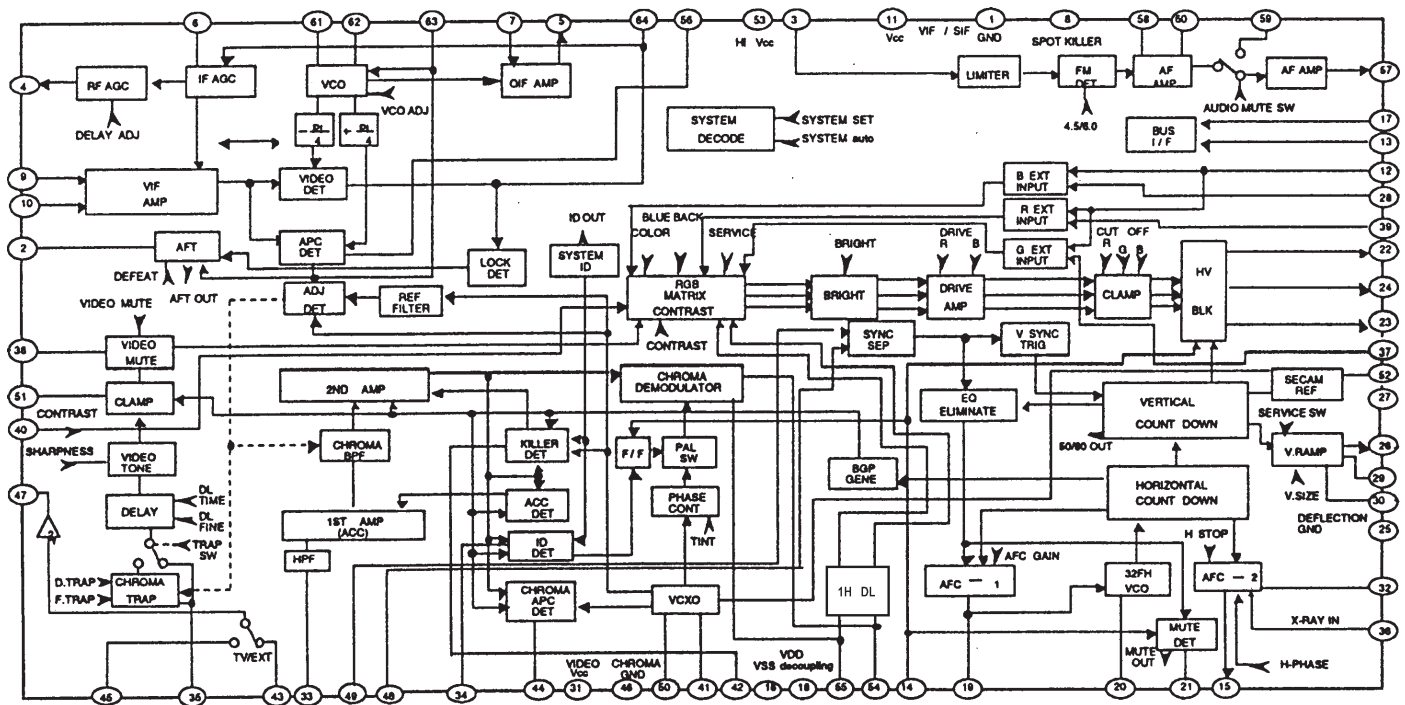 6 61 62 63 7 5 64 56 53 3 11 1 8 58 60 59
HI Vcc
Vcc
VIF / SIF
GND
SPOT KILLER
4
RF AGC
IF AGC
VCO
OIF AMP
LIMITER
FM
DET
AF
AMP
AF AMP
57
DELAY ADJ
VCO ADJ
AUDIO MUTE SW
4.5/6.0
SYSTEM
DECODE
SYSTEM SET
SYSTEM auto
BUS
I / F
17
13
9
10
VIF
AMP
VIDEO
DET
B EXT
INPUT
12
28
R EXT
INPUT
39
2
AFT
APC
DET
LOCK
DET
ID OUT
SYSTEM
ID
BLUE BACK
COLOR
SERVICE
G EXT
INPUT
BRIGHT
DRIVE
R B
CUT OFF
R G B
22
DEFEAT
AFT OUT
ADJ
DET
REF
FILTER
RGB
MATRIX
CONTRAST
BRIGHT
DRIVE
AMP
CLAMP
HV
BLK
24
23
VIDEO MUTE
38
VIDEO
MUTE
CONTRAST
SYNC
SEP
V SYNC
TRIG
37
52
51
CLAMP
2ND AMP
CHROMA
DEMODULATOR
EQ
ELIMINATE
VERTICAL
COUNT DOWN
SECAM
REF
27
CONTRAST
40
SERVICE SW
SHARPNESS
VIDEO
TONE
CHROMA
BPF
KILLER
DET
F / F
PAL
SW
BGP
GENE
50/60 OUT
V.RAMP
26
29
47
2
DL
TIME
DELAY
DL
FINE
ACC
DET
PHASE
CONT
HORIZONTAL
COUNT DOWN
V.SIZE
30
DEFLECTION
GND
25
TRAP
SW
1ST AMP
(ACC)
ID
DET
TINT
H STOP
HPF
AFC GAIN
D.TRAP
F.TRAP
CHROMA
TRAP
CHROMA
APC
DET
VCXO
1H DL
AFC — 1
32FH
VCO
AFC — 2
32
X-RAY IN
36
TV/EXT
MUTE
DET
MUTE
OUT
H-PHASE
VIDEO
Vcc
CHROMA
GND
VDD
VSS decoupling
45 35 43 33 49 48 34 44 31 46 50 41 42 16 18 55 54 14 19 20 21 15